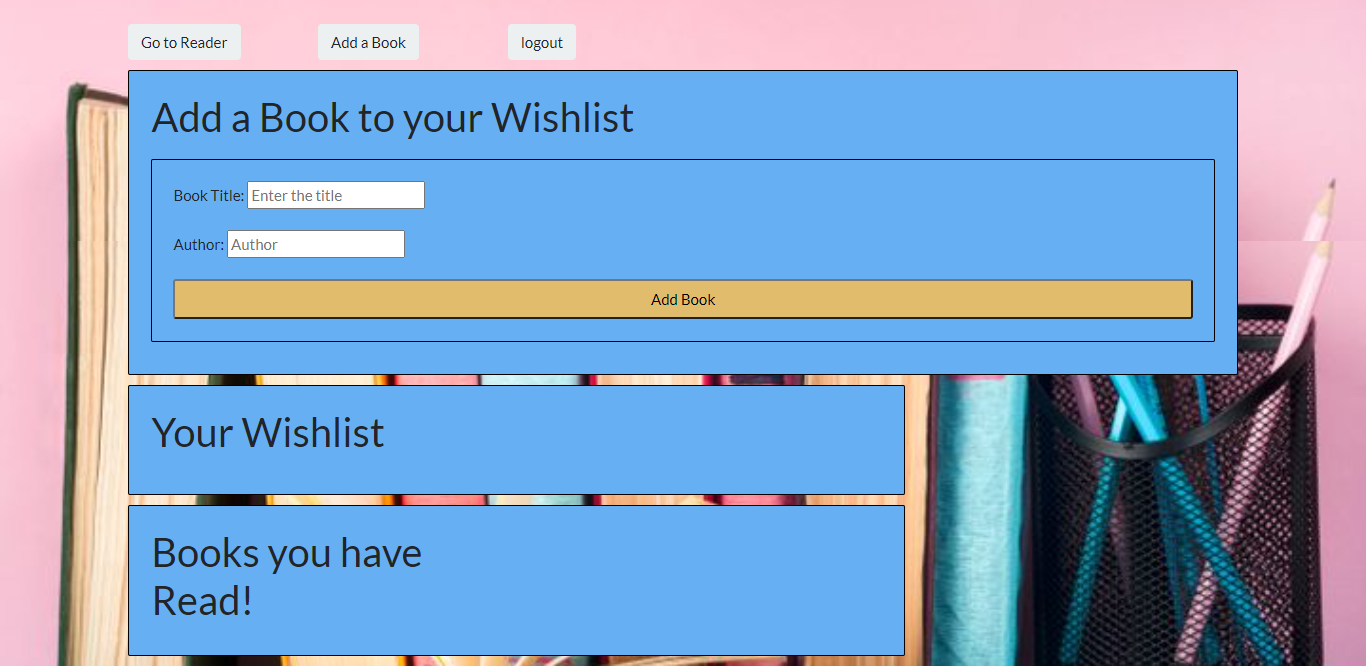 Go to Reader Add a Book logout
Add a Book to your Wishlist
Book Title: Enter the title
Author: Author
Add Book
Your Wishlist
Books you have
Read!